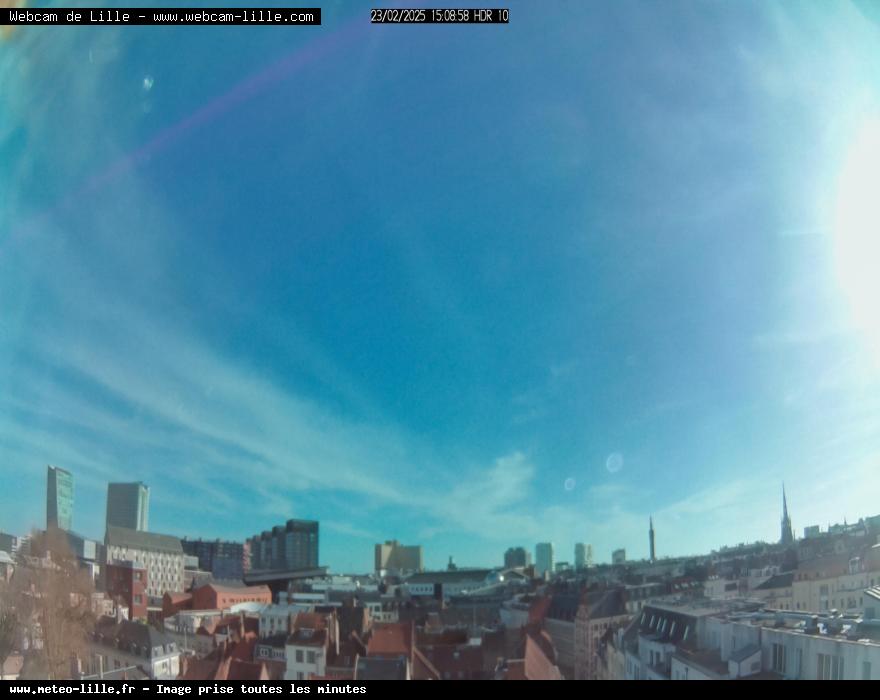 Webcam de Lille - www.webcam-lille.com
23/02/2025 15:08:58 HDR 10
www.meteo-lille.fr - Image prise toutes les minutes